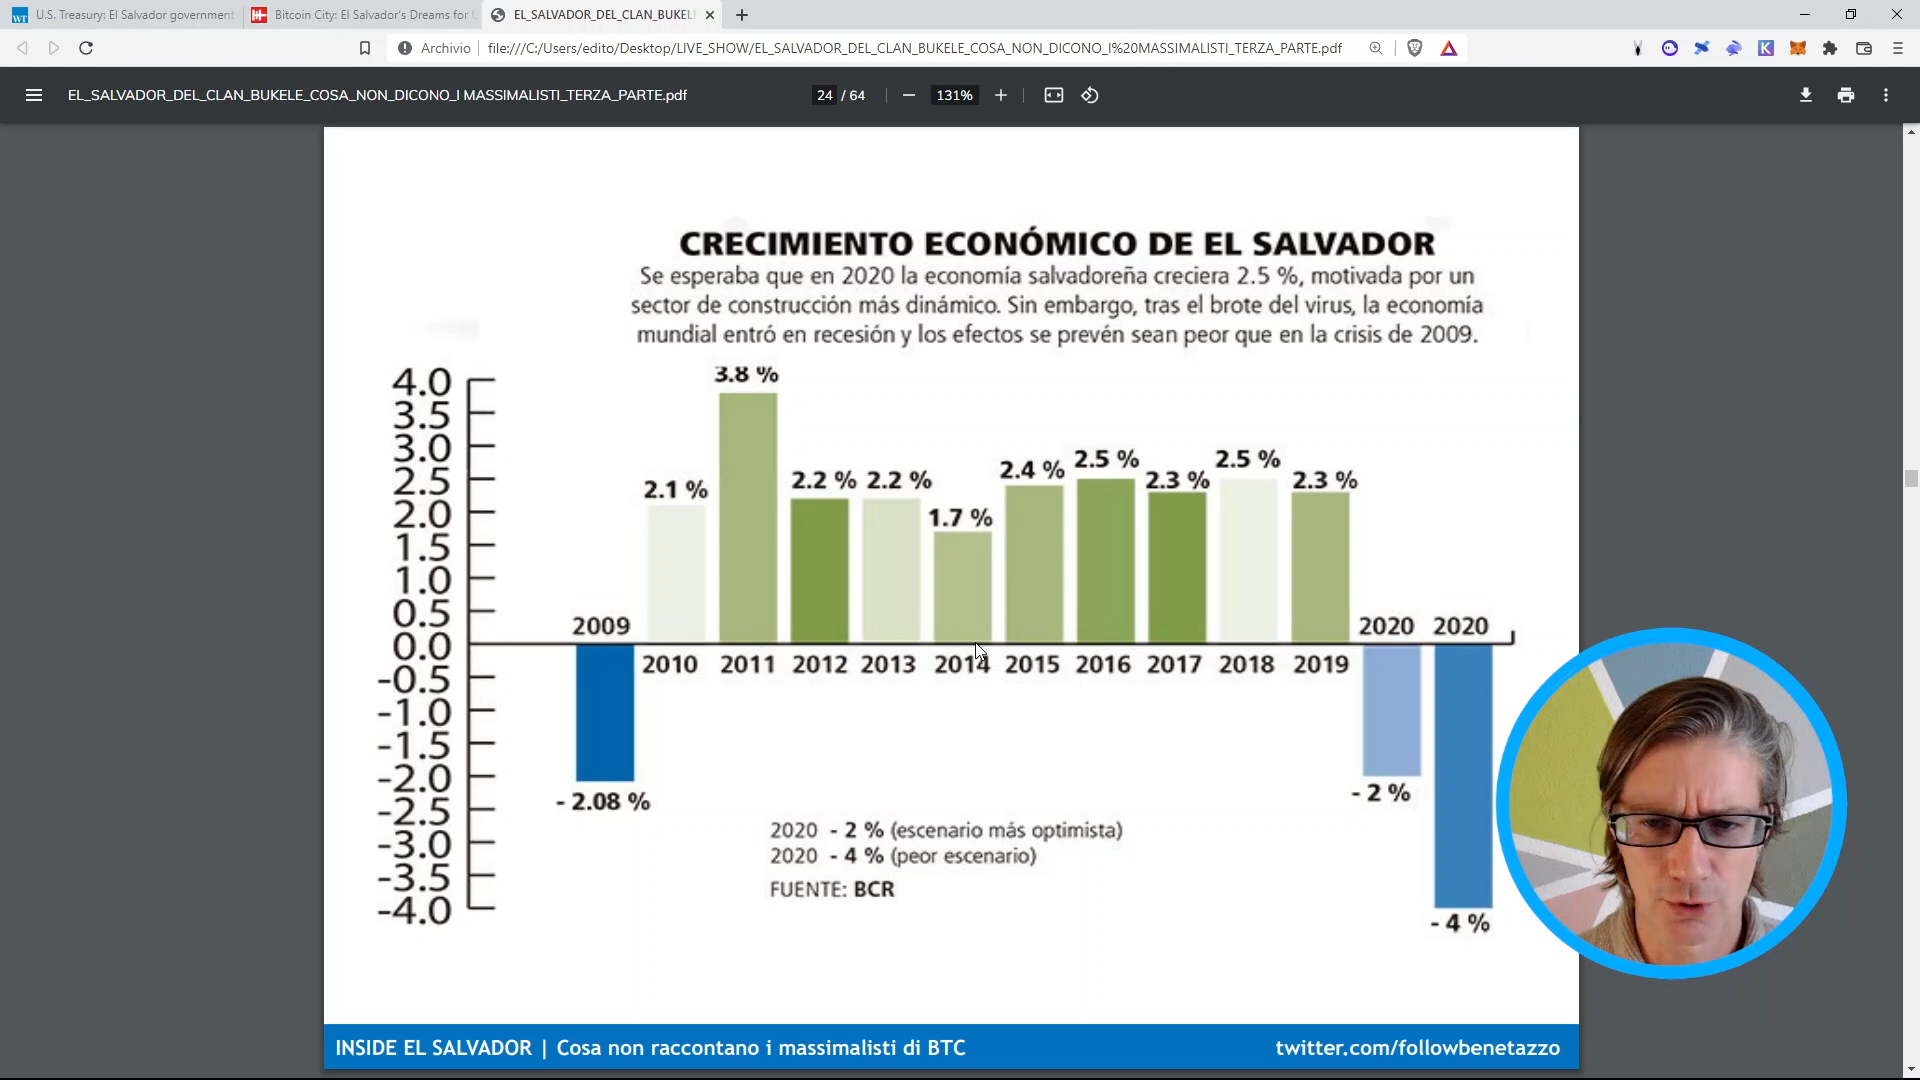 U.S. Treasury: El Salvador government
Bitcoin City: El Salvador's Dreams for
EL_SALVADOR_DEL_CLAN_BUKELE
Archivio | file:///C:/Users/edito/Desktop/LIVE_SHOW/EL_SALVADOR_DEL_CLAN_BUKELE_COSA_NON_DICONO_I%20MASSIMALISTI_TERZA_PARTE.pdf
EL_SALVADOR_DEL_CLAN_BUKELE_COSA_NON_DICONO_I MASSIMALISTI_TERZA_PARTE.pdf
24 / 64
131%
CRECIMIENTO ECONÓMICO DE EL SALVADOR
Se esperaba que en 2020 la economía salvadoreña creciera 2.5 %, motivada por un
sector de construcción más dinámico. Sin embargo, tras el brote del virus, la economía
mundial entró en recesión y los efectos se prevén sean peor que en la crisis de 2009.
4.0
3.5
3.0
2.5
2.0
1.5
1.0
0.5
0.0
-0.5
-1.0
-1.5
-2.0
-2.5
-3.0
-3.5
-4.0
2.1 %
3.8 %
2.2 %
2.2 %
1.7 %
2.4 %
2.5 %
2.3 %
2.5 %
2.3 %
2009
2010
2011
2012
2013
2014
2015
2016
2017
2018
2019
2020
2020
- 2.08 %
- 2 %
- 4 %
2020 - 2 % (escenario más optimista)
2020 - 4 % (peor escenario)
FUENTE: BCR
INSIDE EL SALVADOR | Cosa non raccontano i massimalisti di BTC
twitter.com/followbenetazzo